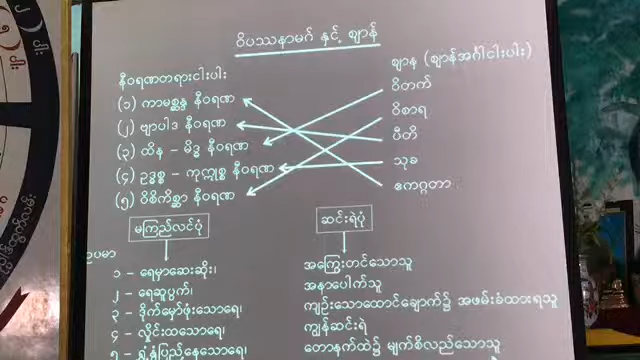 ဝိပဿနာမဂ် နှင့် ဈာန်
နီဝရဏတရားငါးပါး
(၁) ကာမစ္ဆန္ဒ နီဝရဏ
(၂) ဗျာပါဒ နီဝရဏ
(၃) ထိန – မိဒ္ဓ နီဝရဏ
(၄) ဥဒ္ဓစ္စ – ကုက္ကုစ္စ နီဝရဏ
(၅) ဝိစိကိစ္ဆာ နီဝရဏ
ဈာန (ဈာန်အင်္ဂါငါးပါး)
ဝိတက်
ဝိစာရ
ပီတိ
သုခ
ဧကဂ္ဂတာ
မကြည်လင်ပုံ
ဥပမာ
၁ – ရေမှာဆေးဆိုး၊
၂ – ရေဆူပွက်၊
၃ – ဒိုက်မှော်ဖုံးသောရေ၊
၄ – လှိုင်းထသောရေ၊
၅ – ရွှံ့နွံပြည့်နေသောရေ၊
ဆင်းရဲပုံ
အကြွေးတင်သောသူ
အနာပေါက်သူ
ကျဉ်းသောထောင်ချောက်၌ အဖမ်းခံထားရသူ
ကျွန်ဆင်းရဲ
တောနက်ထဲ၌ မျက်စိလည်သောသူ